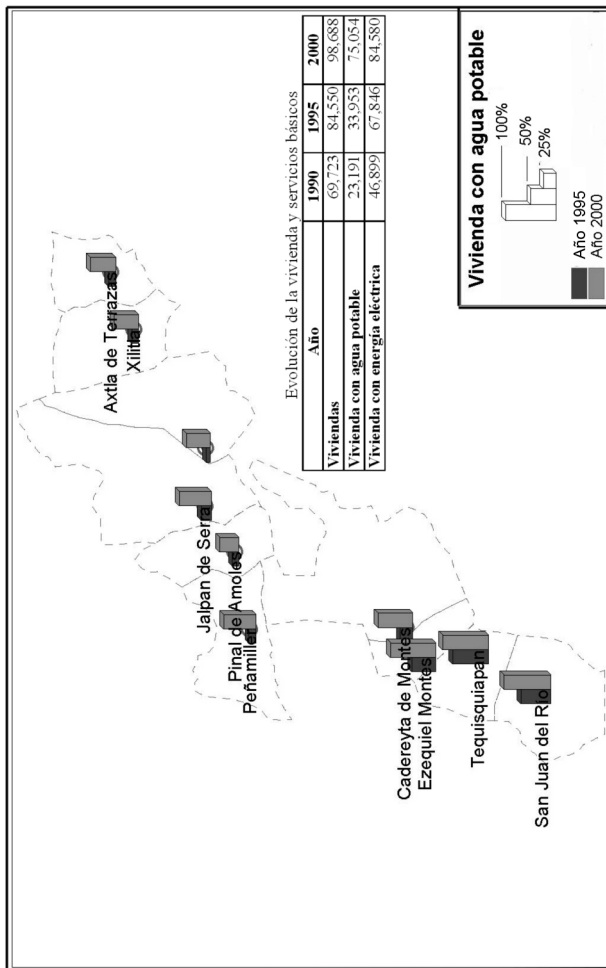 Axtla de Terrazas
Xilitla
Jalpan de Serra
Pinal de Amoles
Peñamiller
Cadereyta de Montes
Ezequiel Montes
Tequisquiapan
San Juan del Río
Evolución de la vivienda y servicios básicos
Año 1990 1995 2000
Viviendas 69,723 84,550 98,688
Vivienda con agua potable 23,191 33,953 75,054
Vivienda con energía eléctrica 46,899 67,846 84,580
Vivienda con agua potable
100%
50%
25%
Año 1995
Año 2000